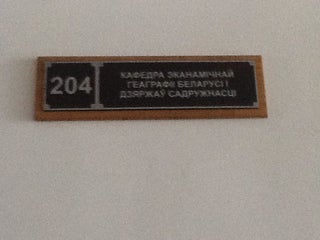 204
КАФЕДРА ЭКАНАМІЧНАЙ
ГЕАГРАФІІ БЕЛАРУСІ І
ДЗЯРЖАЎ САДРУЖНАСЦІ